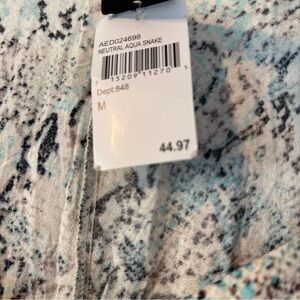 AED024698
NEUTRAL AQUA SNAKE
15209 11270
Dept:848
M
44.97